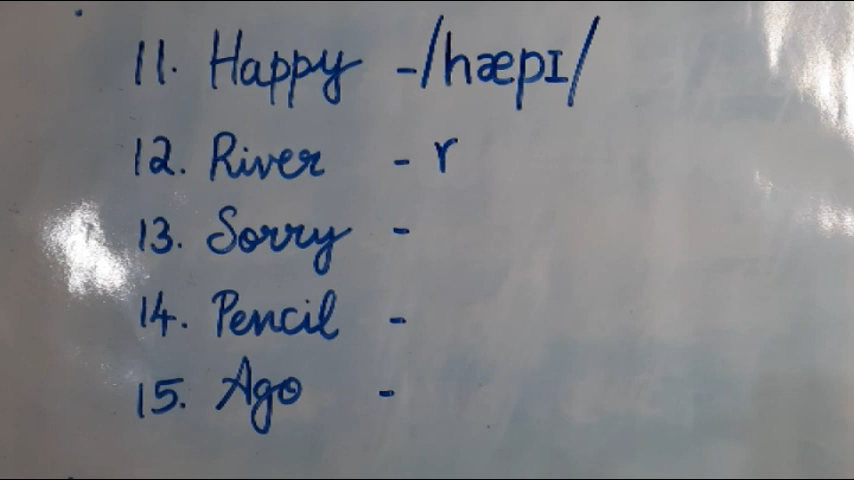 11. Happy - /hæpɪ/
12. River - r
13. Sorry -
14. Pencil -
15. Ago -